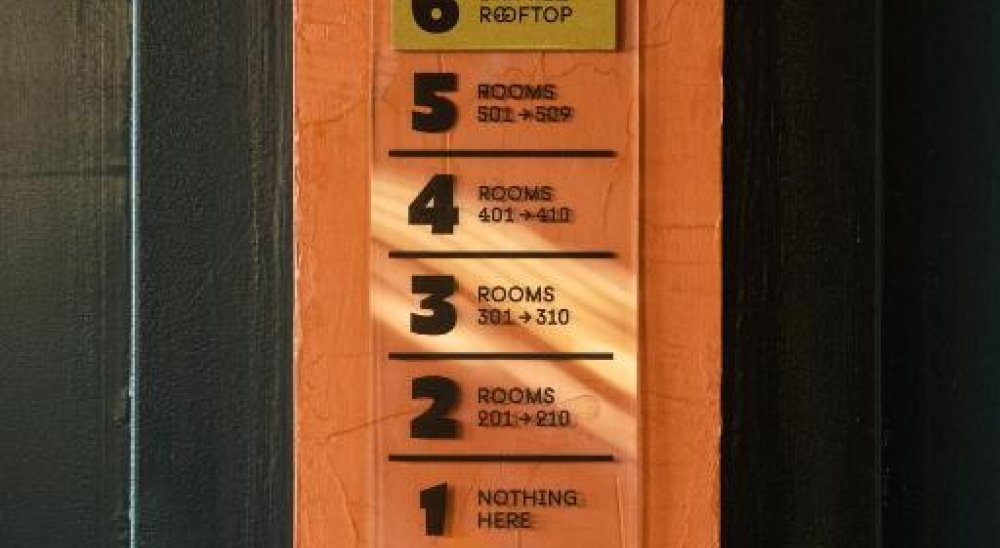 6
ROOFTOP
5 ROOMS
501→509
4 ROOMS
401→410
3 ROOMS
301→310
2 ROOMS
201→210
1 NOTHING
HERE